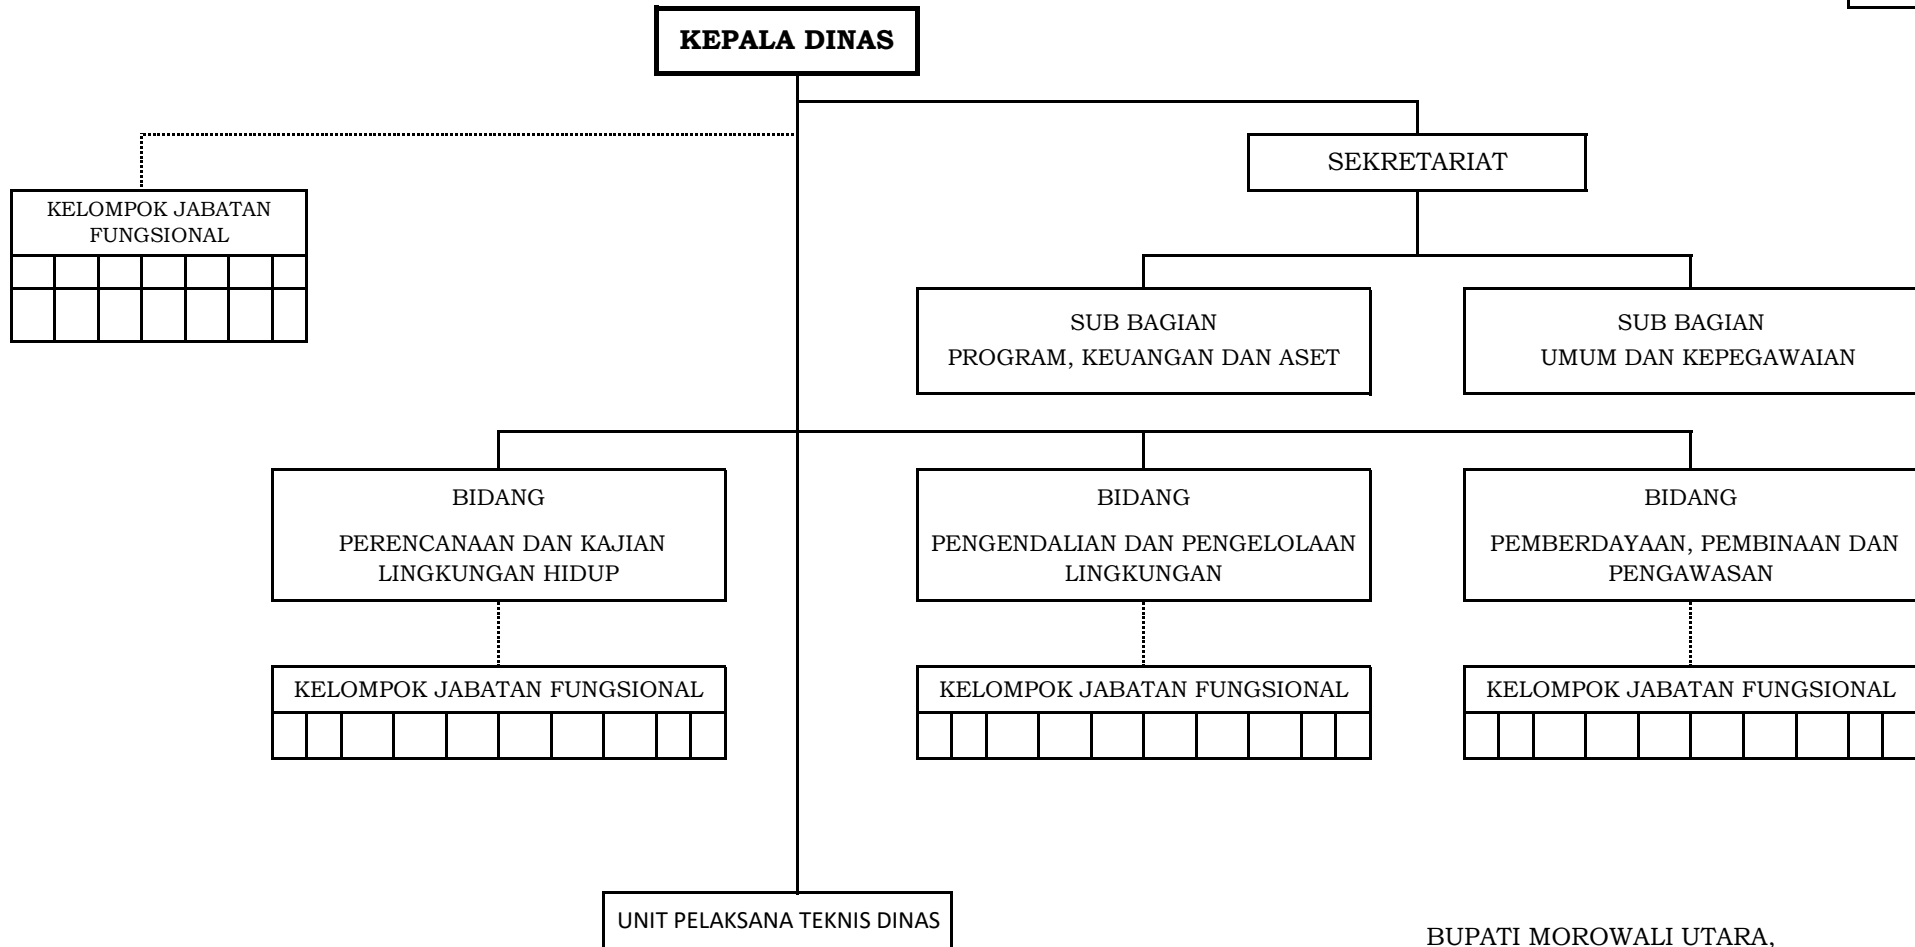 KEPALA DINAS
SEKRETARIAT
KELOMPOK JABATAN
FUNGSIONAL
SUB BAGIAN
PROGRAM, KEUANGAN DAN ASET
SUB BAGIAN
UMUM DAN KEPEGAWAIAN
BIDANG
PERENCANAAN DAN KAJIAN
LINGKUNGAN HIDUP
BIDANG
PENGENDALIAN DAN PENGELOLAAN
LINGKUNGAN
BIDANG
PEMBERDAYAAN, PEMBINAAN DAN
PENGAWASAN
KELOMPOK JABATAN FUNGSIONAL
KELOMPOK JABATAN FUNGSIONAL
KELOMPOK JABATAN FUNGSIONAL
UNIT PELAKSANA TEKNIS DINAS
BUPATI MOROWALI UTARA,